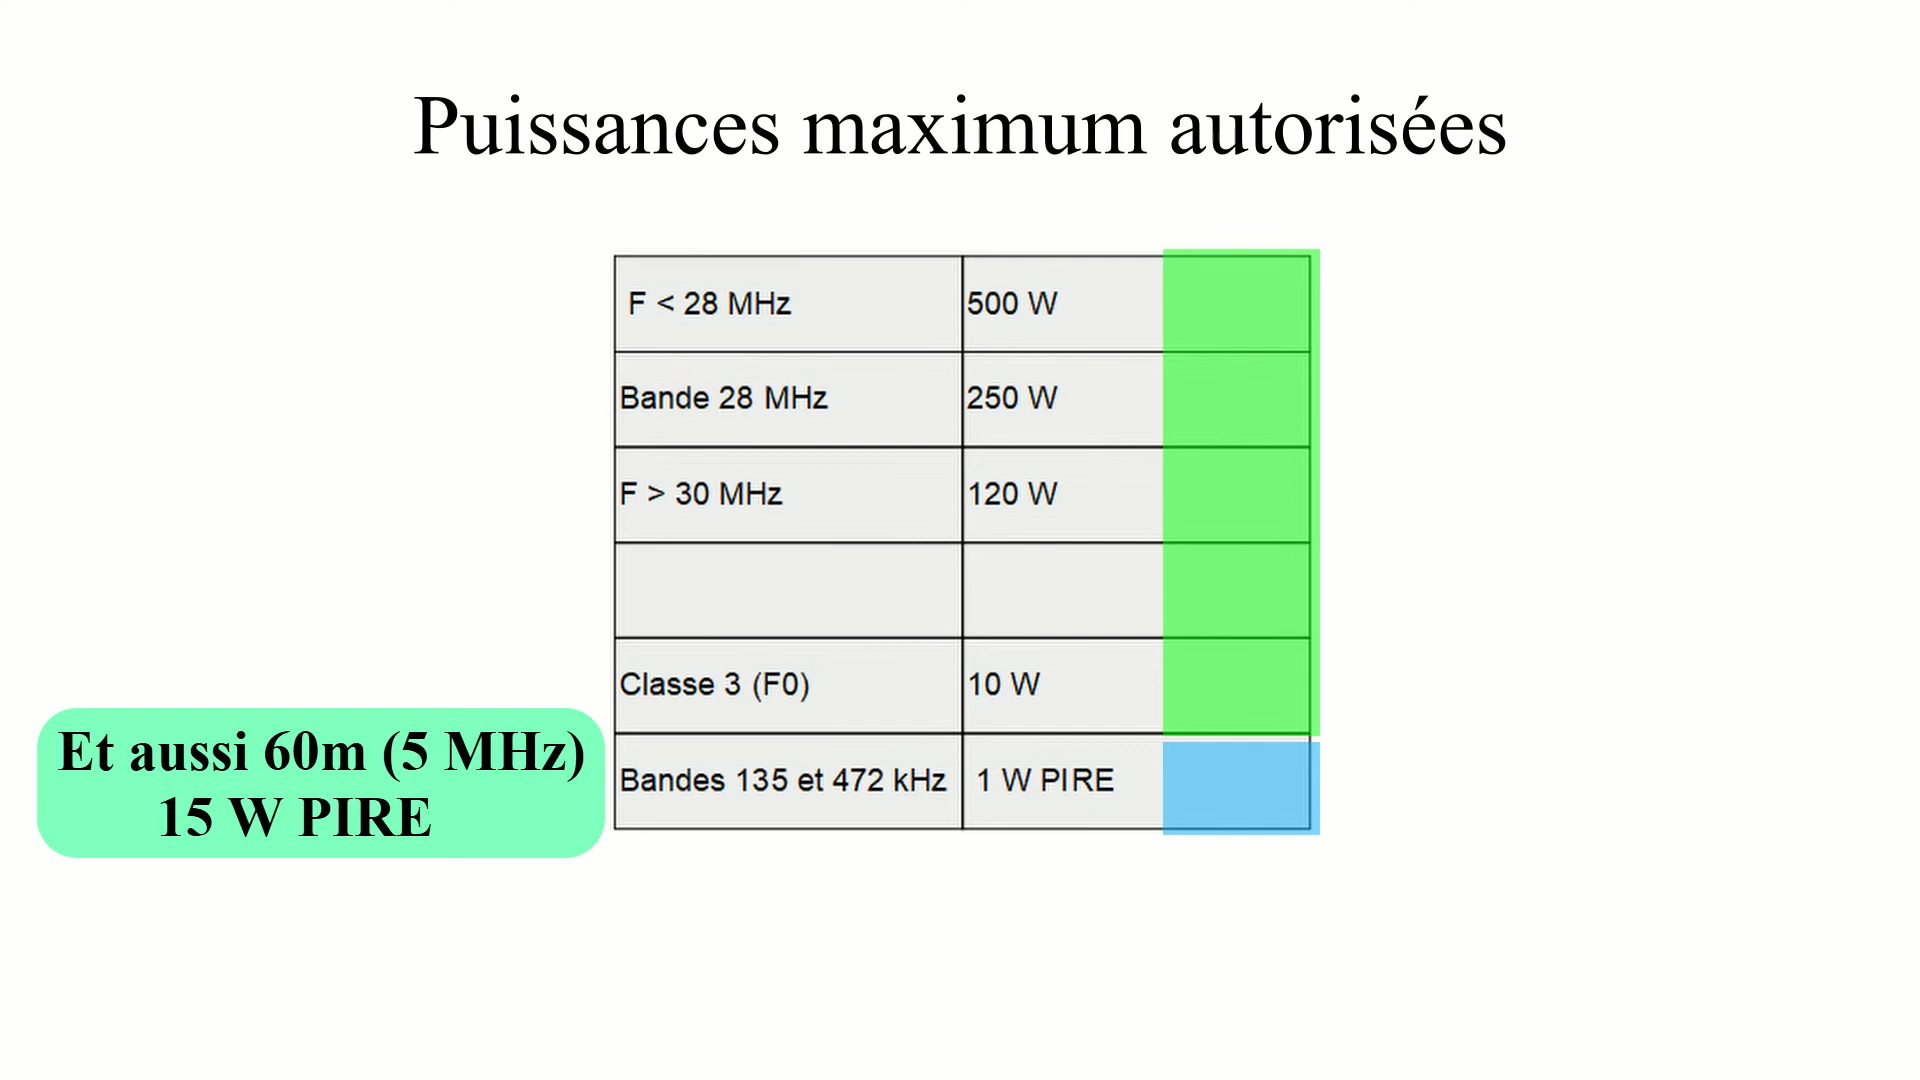 Puissances maximum autorisées
F < 28 MHz 500 W
Bande 28 MHz 250 W
F > 30 MHz 120 W
Classe 3 (F0) 10 W
Bandes 135 et 472 kHz 1 W PIRE
Et aussi 60m (5 MHz)
15 W PIRE